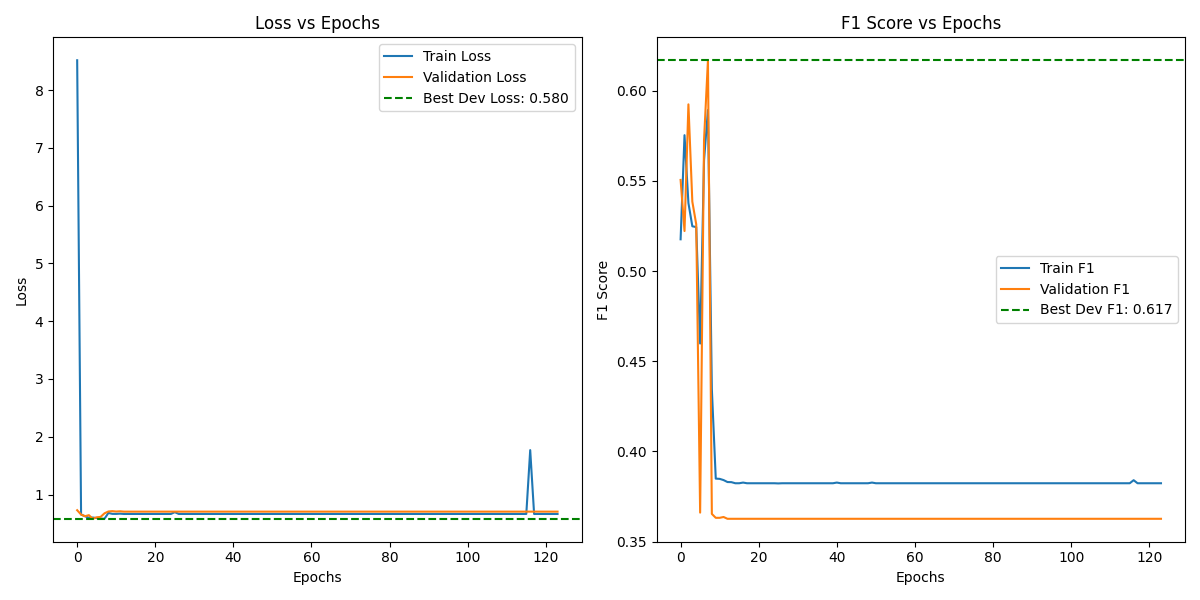 Loss vs Epochs
Train Loss
Validation Loss
Best Dev Loss: 0.580
8
7
6
5
4
3
2
1
Loss
0
20
40
60
80
100
120
Epochs
F1 Score vs Epochs
Train F1
Validation F1
Best Dev F1: 0.617
0.60
0.55
0.50
0.45
0.40
0.35
F1 Score
0
20
40
60
80
100
120
Epochs